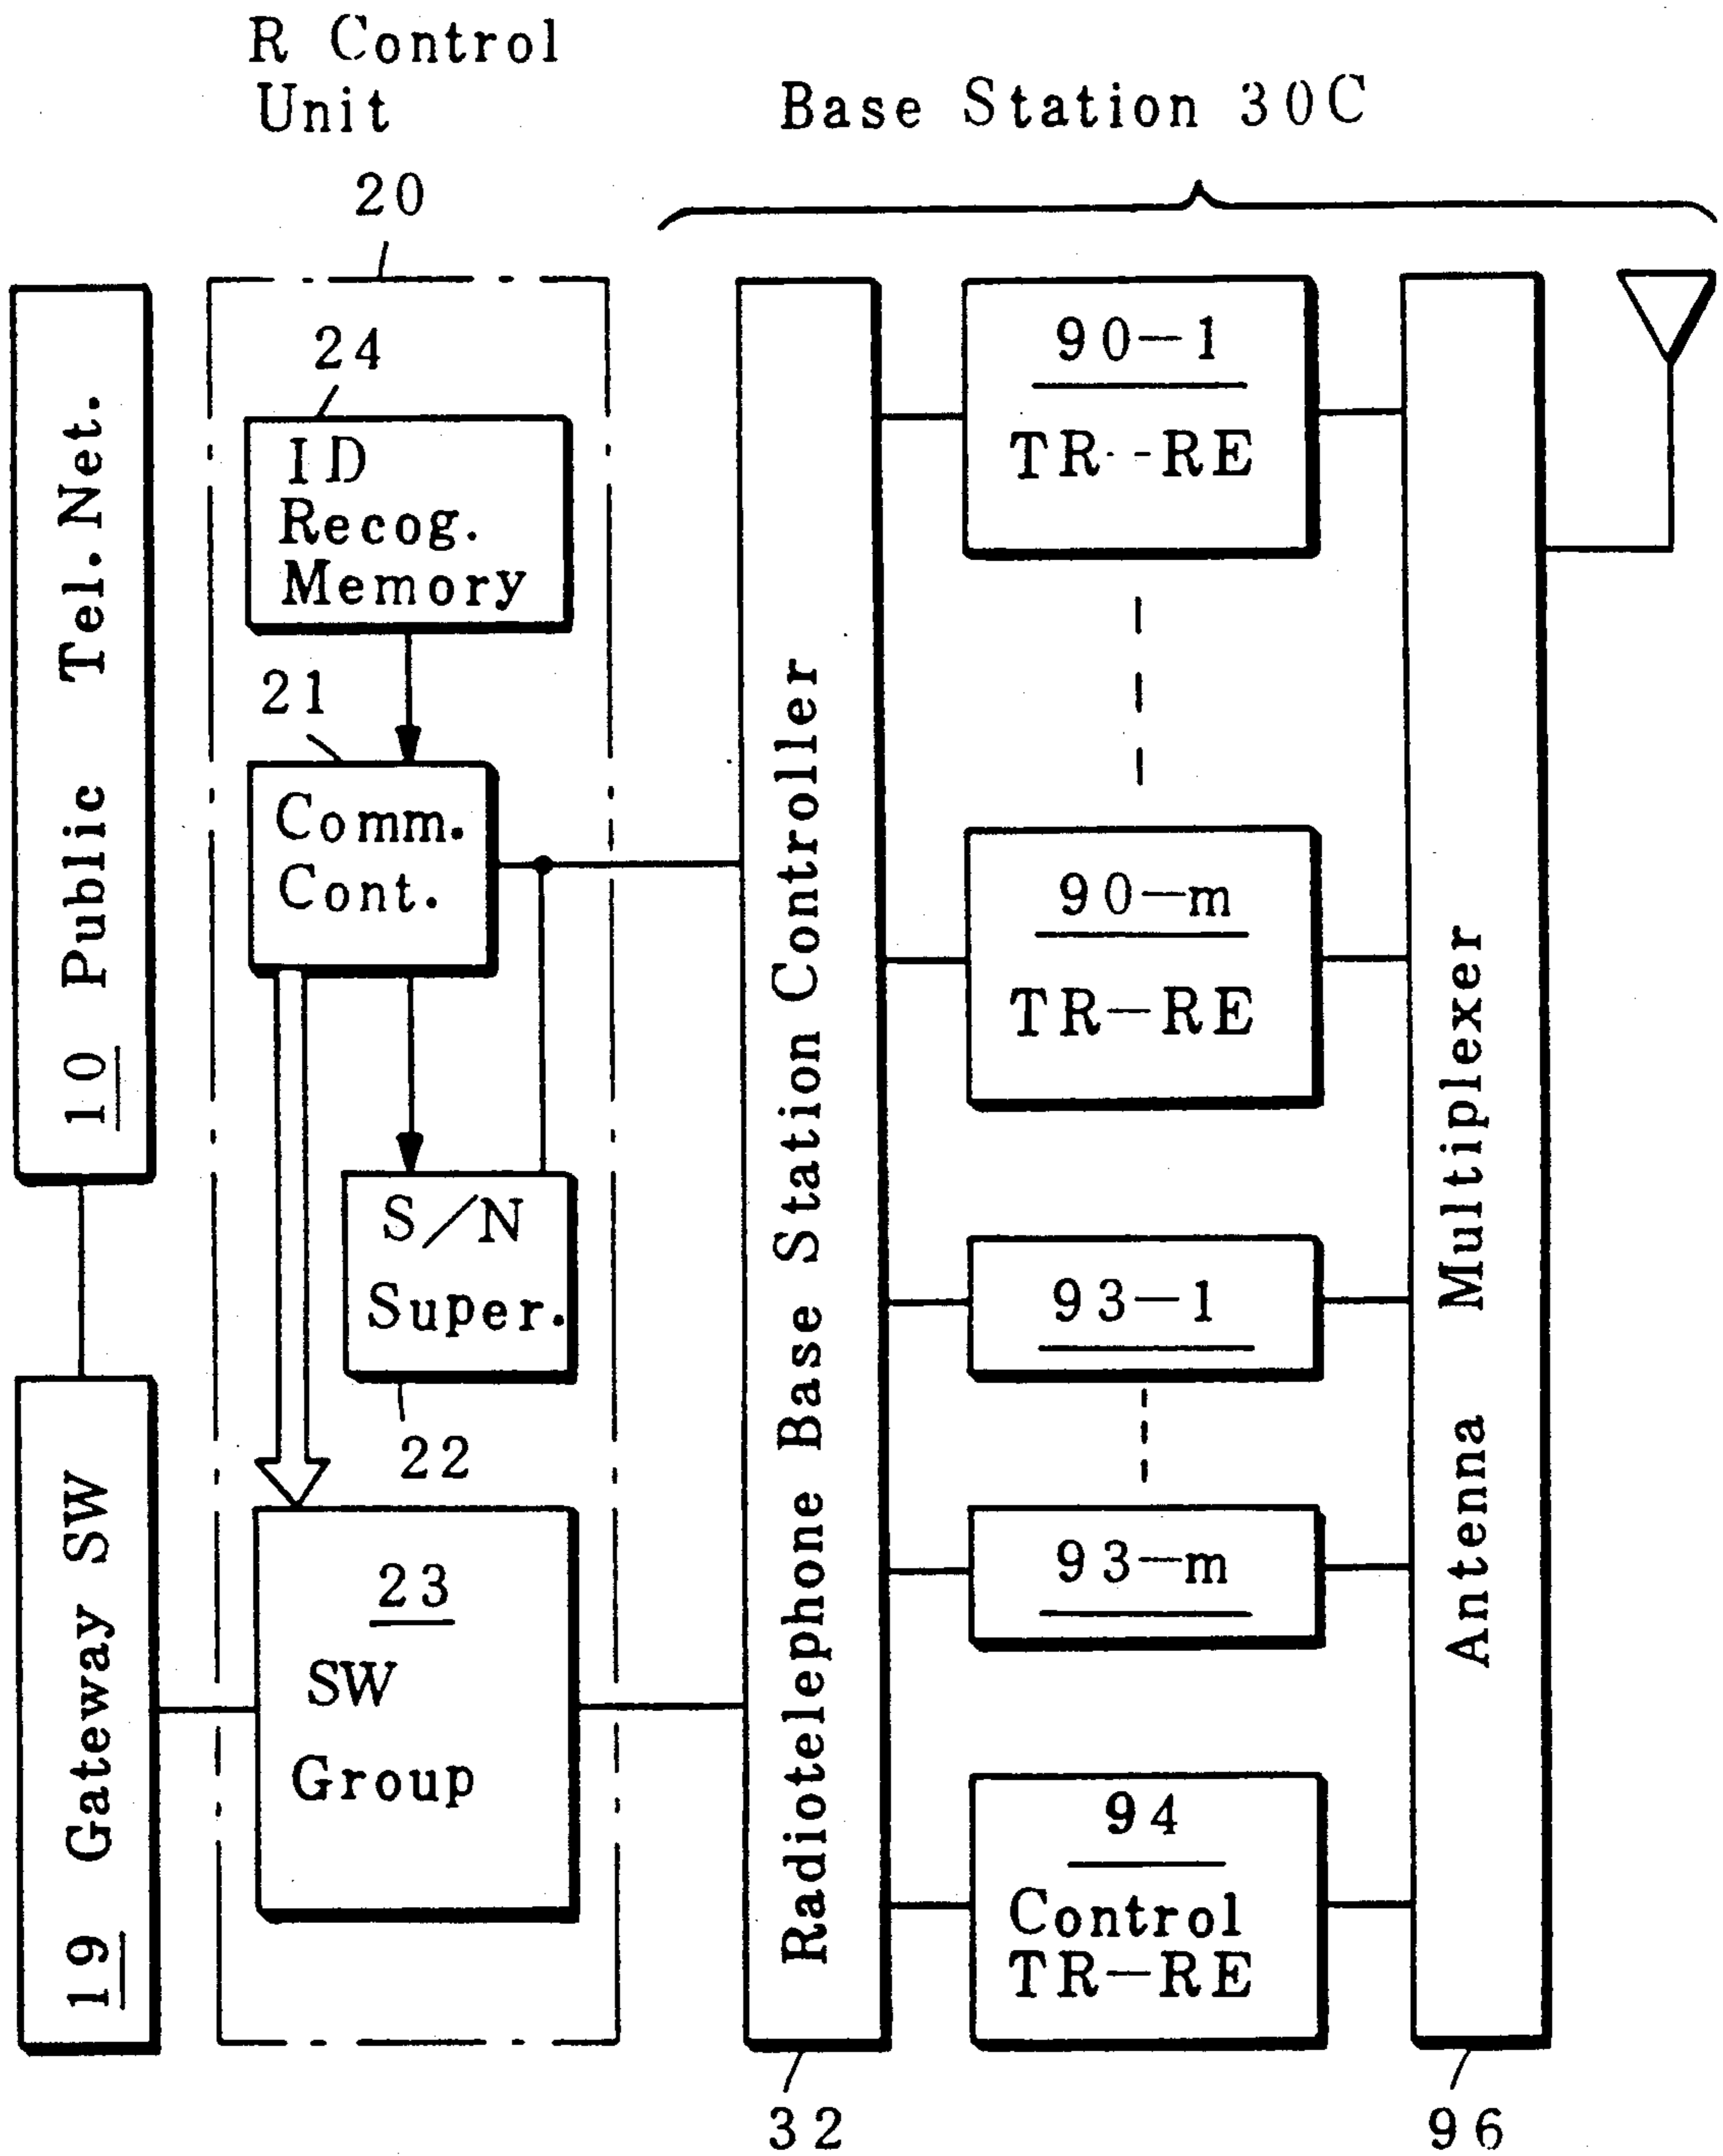 R Control
Unit
20
Base Station 30C
10 Public Tel.Net.
19 Gateway SW
24
ID
Recog.
Memory
21
Comm.
Cont.
S/N
Super.
22
23
SW
Group
Radiotelephone Base Station Controller
32
90-1
TR--RE
90-m
TR-RE
93-1
93-m
94
Control
TR-RE
Antenna Multiplexer
96